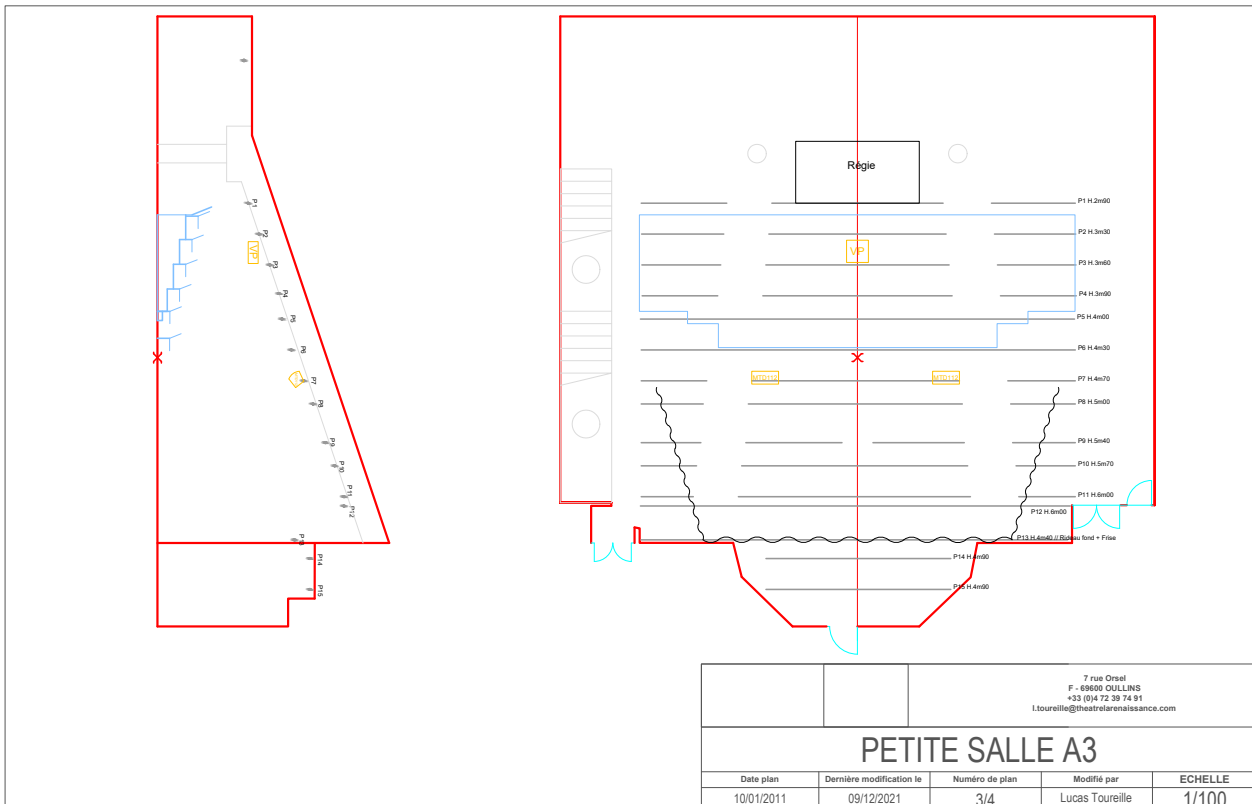 P1
P2
VP
P3
P4
P5
P6
P7
P8
P9
P10
P11
P12
P13
P14
P15
Régie
P1 H.2m90
P2 H.3m30
VP
P3 H.3m60
P4 H.3m90
P5 H.4m00
P6 H.4m30
MTD112
MTD112
P7 H.4m70
P8 H.5m00
P9 H.5m40
P10 H.5m70
P11 H.6m00
P12 H.6m00
P13 H.4m40 // Rideau fond + Frise
P14 H.4m90
P15 H.4m90
7 rue Orsel
F - 69600 OULLINS
+33 (0)4 72 39 74 91
l.toureille@theatrelarenaissance.com
PETITE SALLE A3
Date plan Dernière modification le Numéro de plan Modifié par ECHELLE
10/01/2011 09/12/2021 3/4 Lucas Toureille 1/100